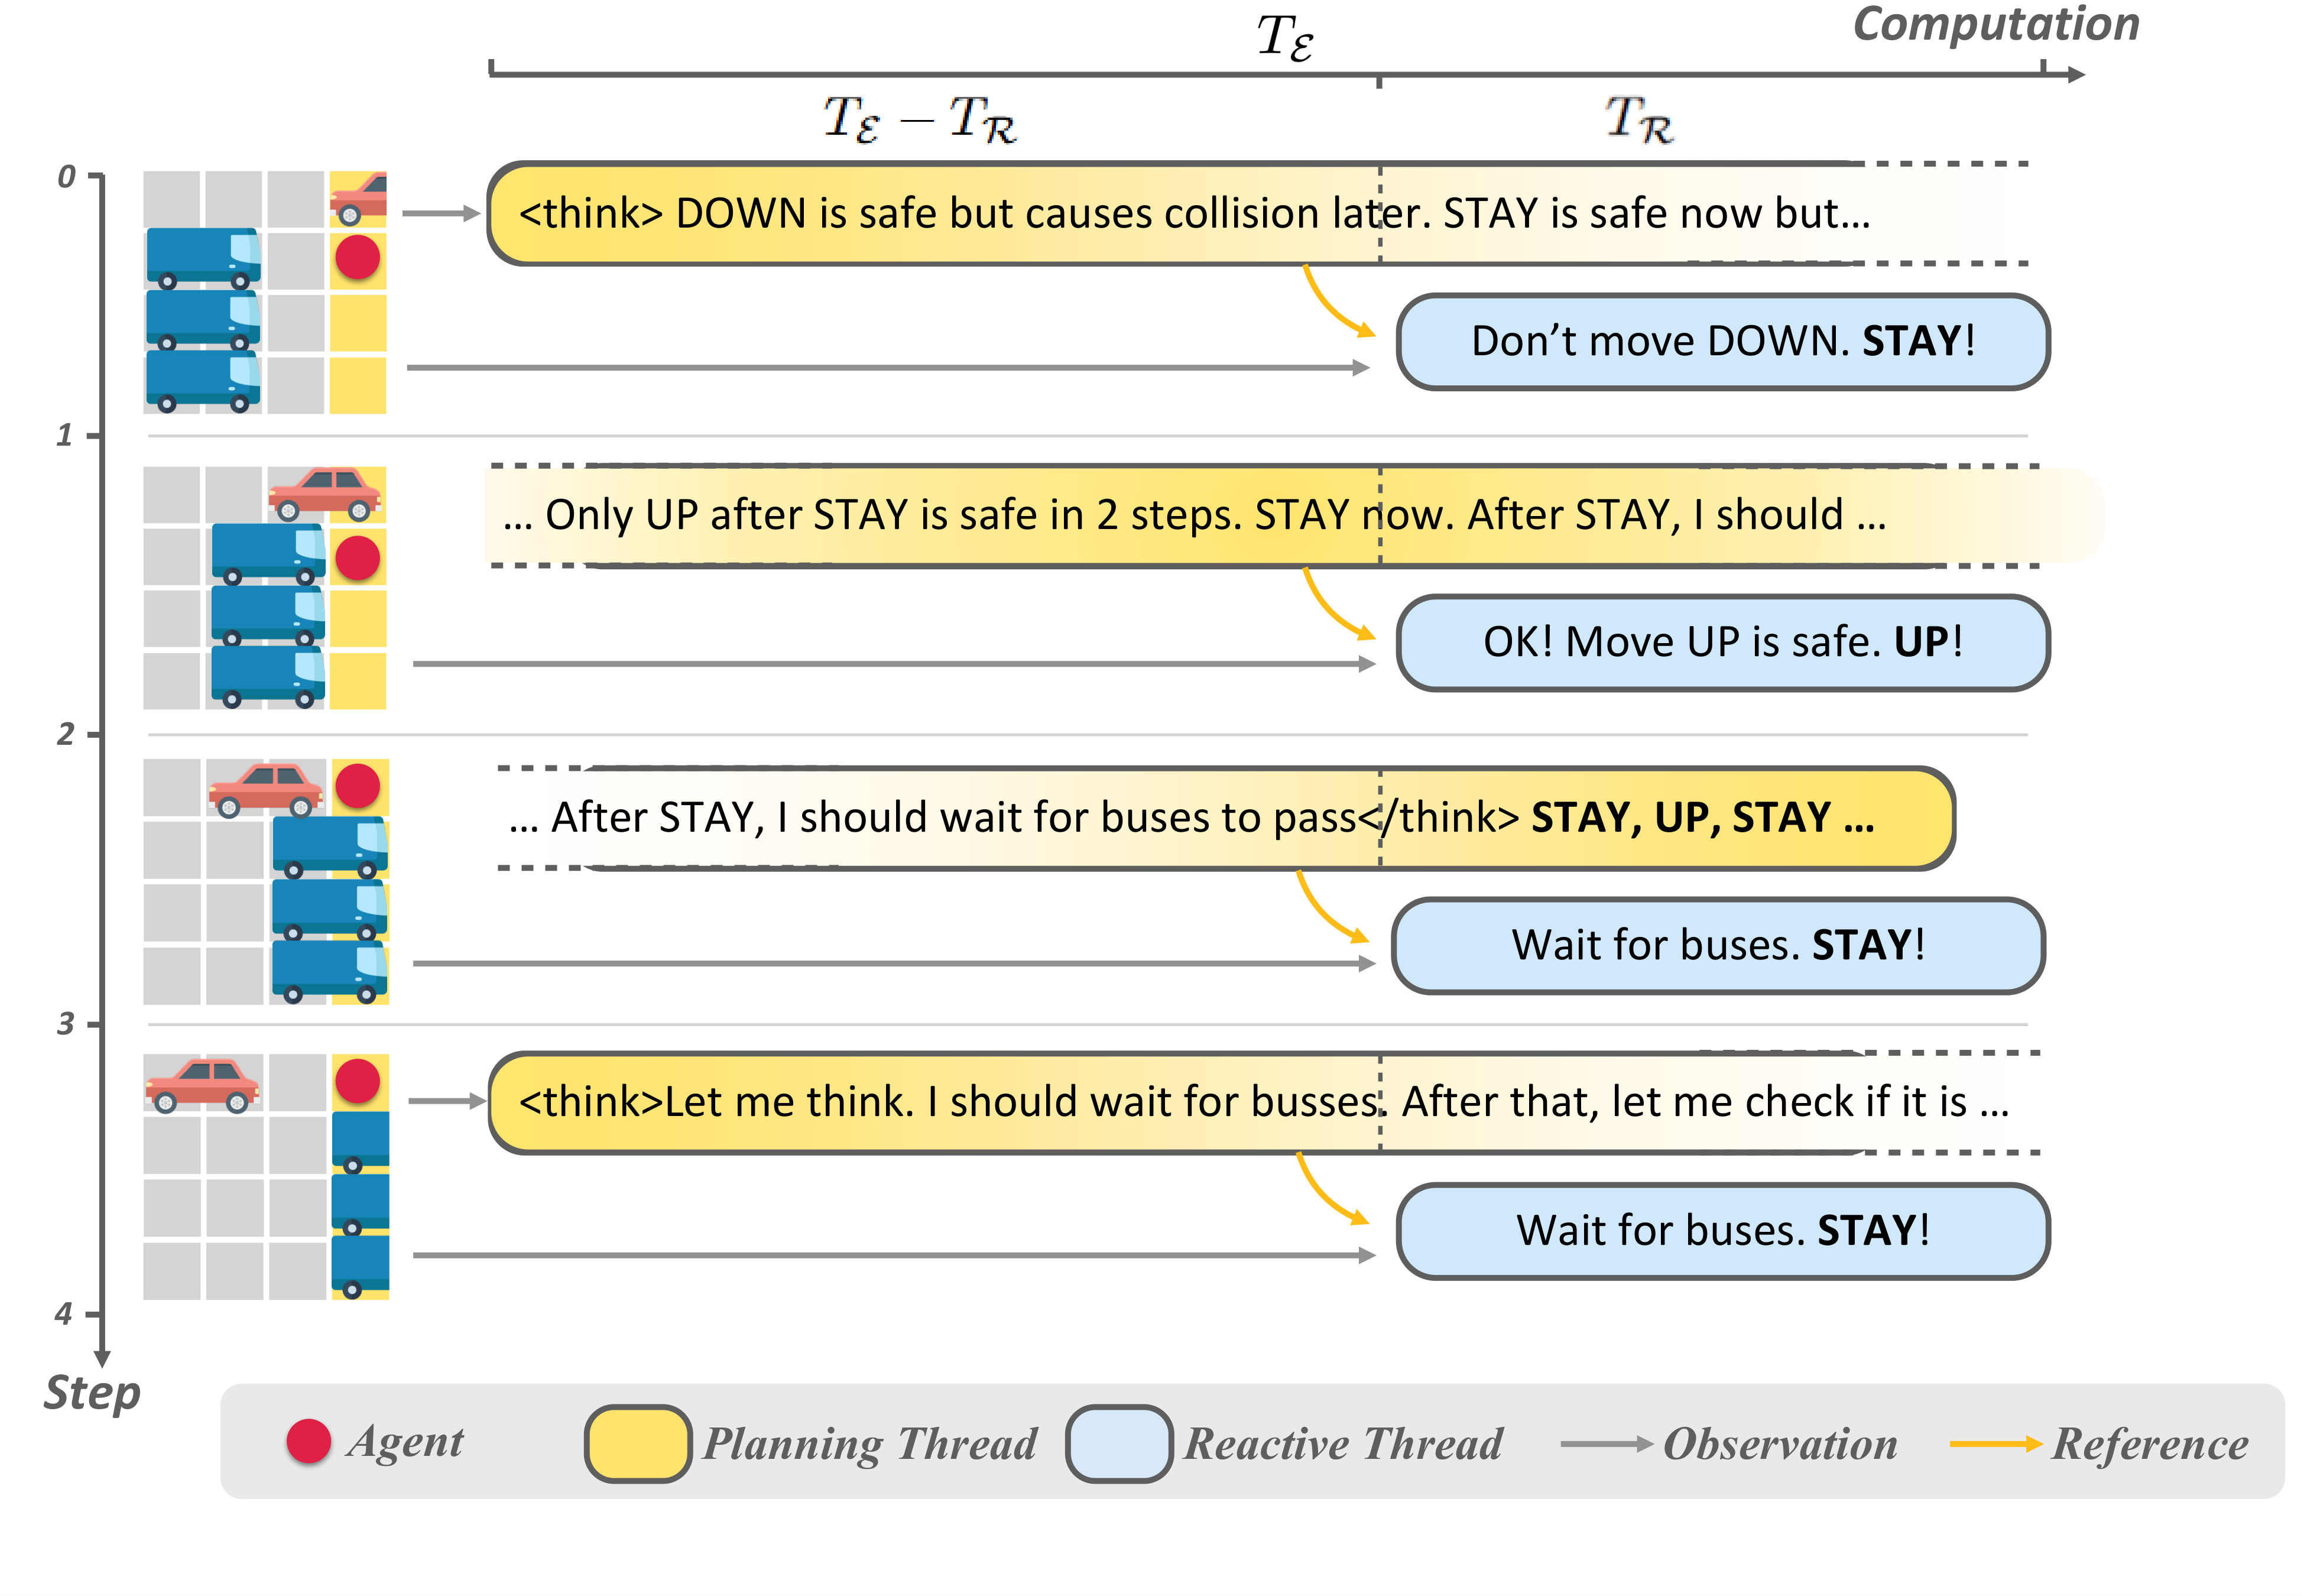 Computation
T_ℰ
T_ℰ − T_ℛ
T_ℛ
0
<think> DOWN is safe but causes collision later. STAY is safe now but...
Don't move DOWN. STAY!
1
... Only UP after STAY is safe in 2 steps. STAY now. After STAY, I should ...
OK! Move UP is safe. UP!
2
... After STAY, I should wait for buses to pass</think> STAY, UP, STAY ...
Wait for buses. STAY!
3
<think>Let me think. I should wait for busses. After that, let me check if it is ...
Wait for buses. STAY!
4
Step
Agent
Planning Thread
Reactive Thread
Observation
Reference